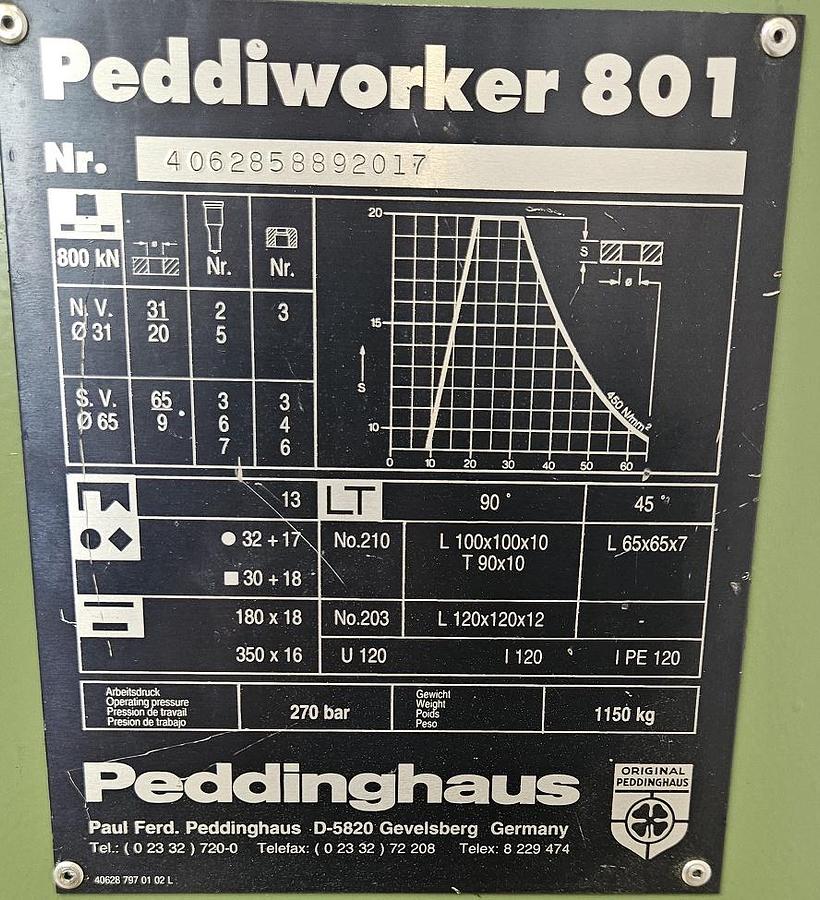 Peddiworker 801
Nr. 4062858892017
800 kN Nr. Nr.
N. V. 31 2 3
Ø 31 20 5
S. V. 65 3 3
Ø 65 9 6 4
7 6
20
S
ø
15
S
450 N/mm²
10
0 10 20 30 40 50 60
13 LT 90° 45°
32 + 17 No.210 L 100x100x10 L 65x65x7
T 90x10
30 + 18
180 x 18 No.203 L 120x120x12 -
350 x 16 U 120 I 120 I PE 120
Arbeitsdruck
Operating pressure
Pression de travail
Presion de trabajo
270 bar
Gewicht
Weight
Poids
Peso
1150 kg
Peddinghaus
ORIGINAL
PEDDINGHAUS
Paul Ferd. Peddinghaus D-5820 Gevelsberg Germany
Tel.: ( 0 23 32 ) 720-0 Telefax: ( 0 23 32 ) 72 208 Telex: 8 229 474
40628 797 01 02 L